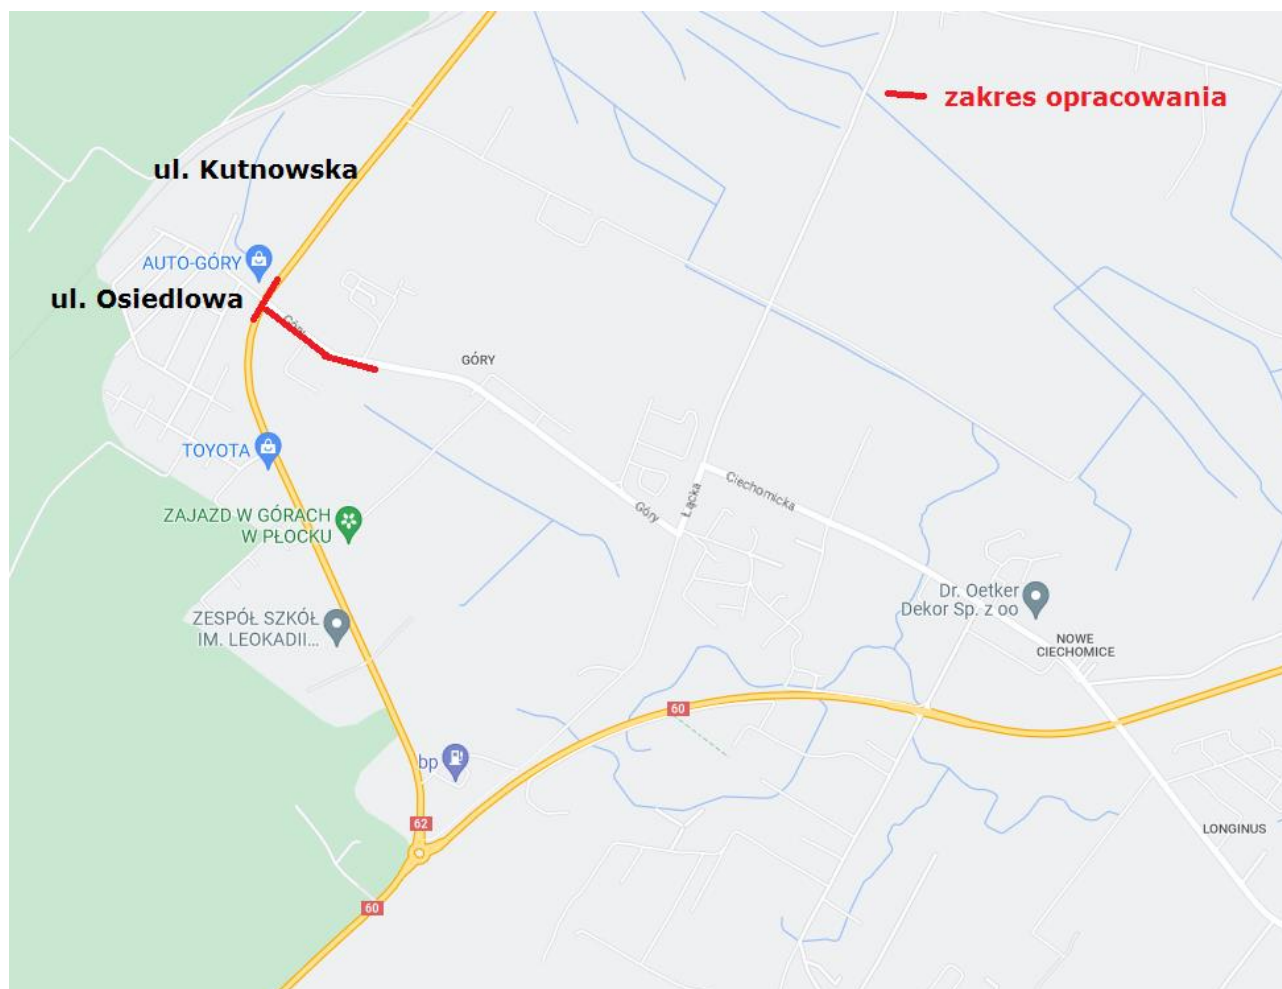 zakres opracowania
ul. Kutnowska
AUTO-GÓRY
ul. Osiedlowa
Góry
GÓRY
TOYOTA
Ciechomicka
Łącka
Góry
ZAJAZD W GÓRACH
W PŁOCKU
Dr. Oetker
Dekor Sp. z oo
ZESPÓŁ SZKÓŁ
IM. LEOKADII...
NOWE
CIECHOMICE
60
bp
62
LONGINUS
60